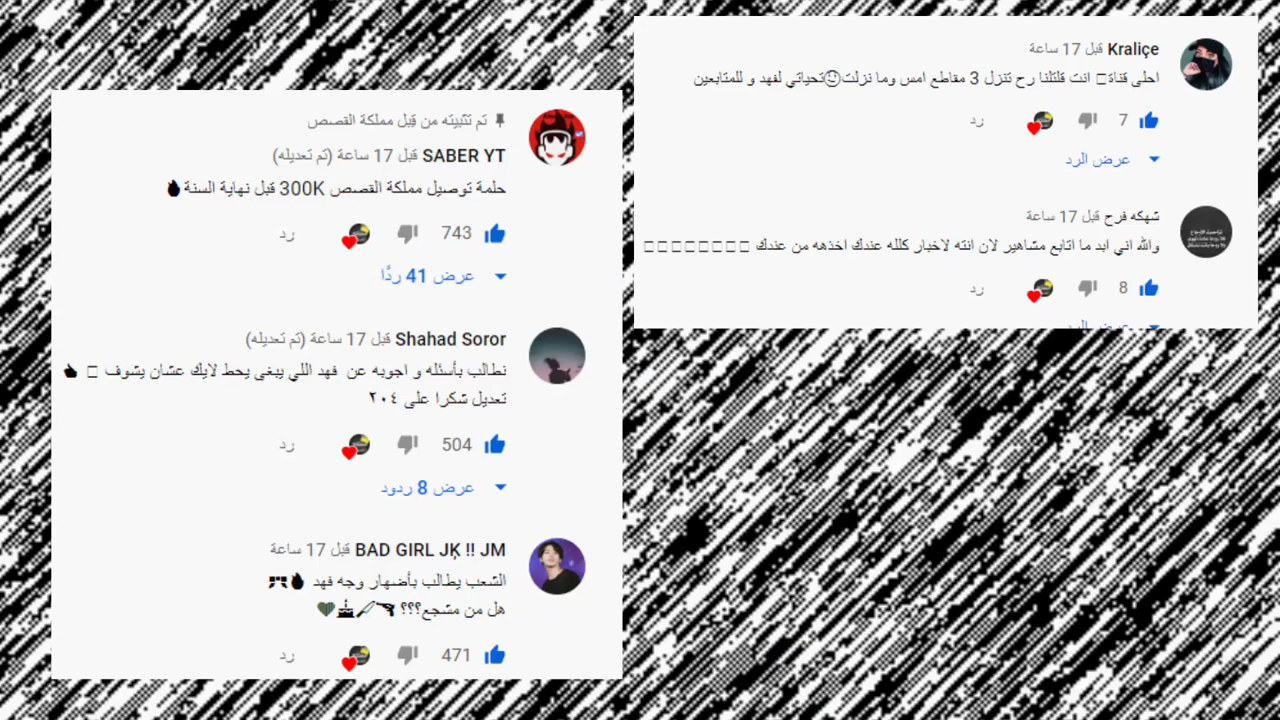 تم تثبيته من قِبل مملكة القصص
SABER YT قبل 17 ساعة (تم تعديله)
حلمة توصيل مملكة القصص 300K قبل نهاية السنة
743 رد
عرض 41 ردًّا
Shahad Soror قبل 17 ساعة (تم تعديله)
نطالب بأسئله و اجوبه عن فهد اللي يبغى يحط لايك عشان يشوف
تعديل شكرا على ٢٠٤
504 رد
عرض 8 ردود
BAD GIRL JĶ !! JM قبل 17 ساعة
الشعب يطالب بأضهار وجه فهد
هل من مشجع؟؟؟
471 رد
Kraliçe قبل 17 ساعة
احلى قناة انت قلتلنا رح تنزل 3 مقاطع امس وما نزلت☺تحياتي لفهد و للمتابعين
7 رد
عرض الرد
شهكه فرح قبل 17 ساعة
والله اني ابد ما اتابع مشاهير لان انته لاخبار كلله عندك اخذهه من عندك
8 رد
عرض الرد